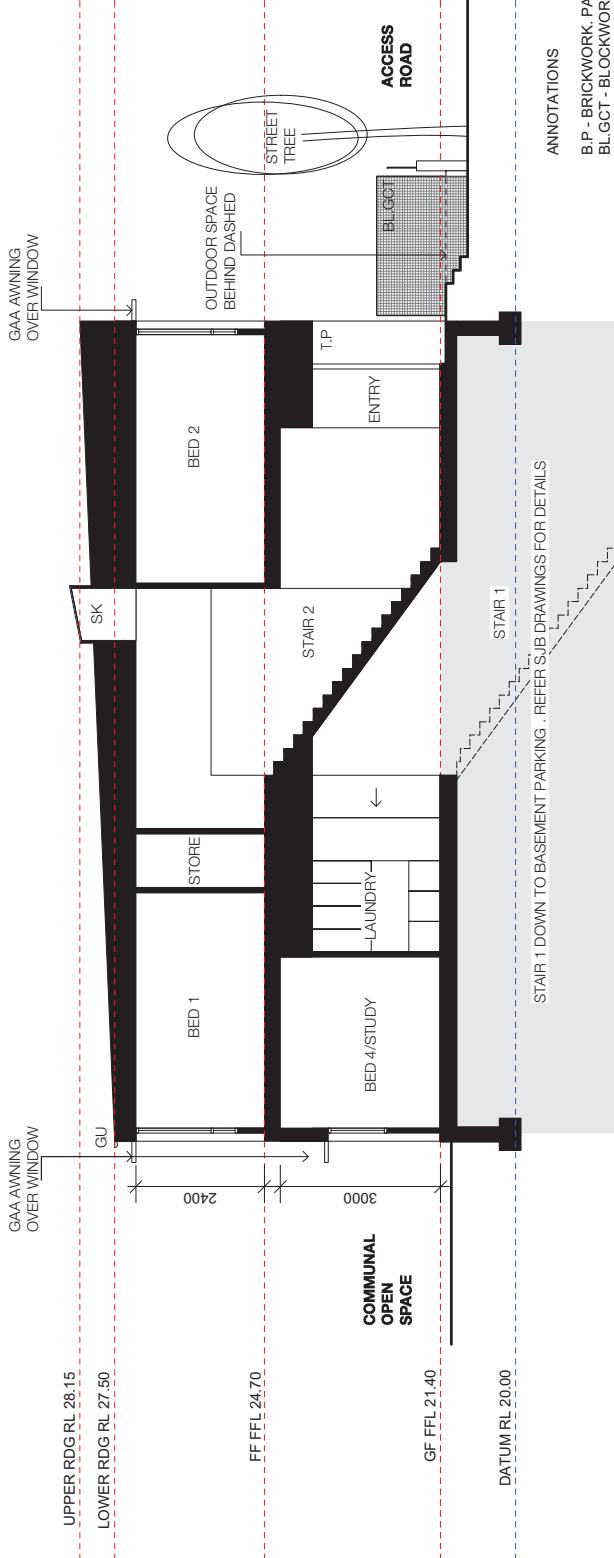 UPPER RDG RL 28.15
LOWER RDG RL 27.50
FF FFL 24.70
GF FFL 21.40
DATUM RL 20.00
GAA AWNING
OVER WINDOW
GU
2400
3000
COMMUNAL
OPEN
SPACE
BED 1
BED 4/STUDY
STORE
LAUNDRY
SK
STAIR 2
STAIR 1
STAIR 1 DOWN TO BASEMENT PARKING . REFER SJB DRAWINGS FOR DETAILS
BED 2
ENTRY
T.P
GAA AWNING
OVER WINDOW
OUTDOOR SPACE
BEHIND DASHED
STREET
TREE
BL.GCT
ACCESS
ROAD
ANNOTATIONS
B.P - BRICKWORK. PA
BL.GCT - BLOCKWOR